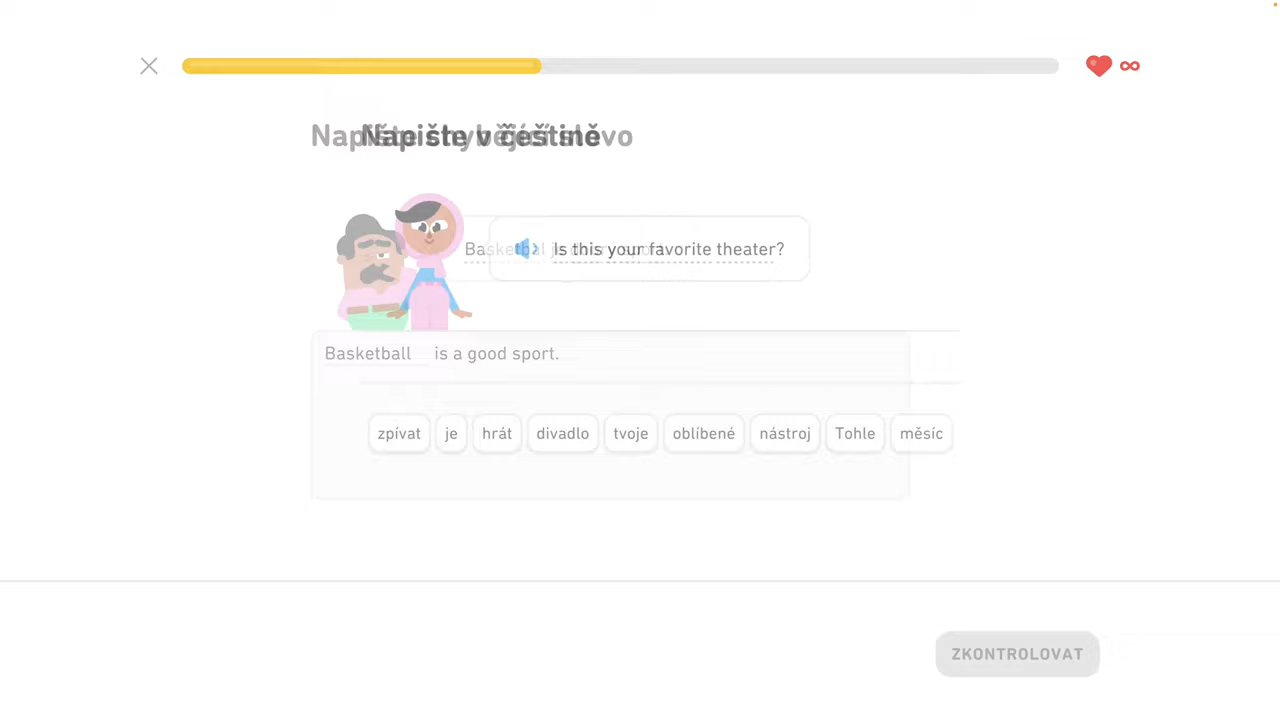 ∞
Napište v češtině
Is this your favorite theater?
Basketball is a good sport.
zpívat je hrát divadlo tvoje oblíbené nástroj Tohle měsíc
ZKONTROLOVAT